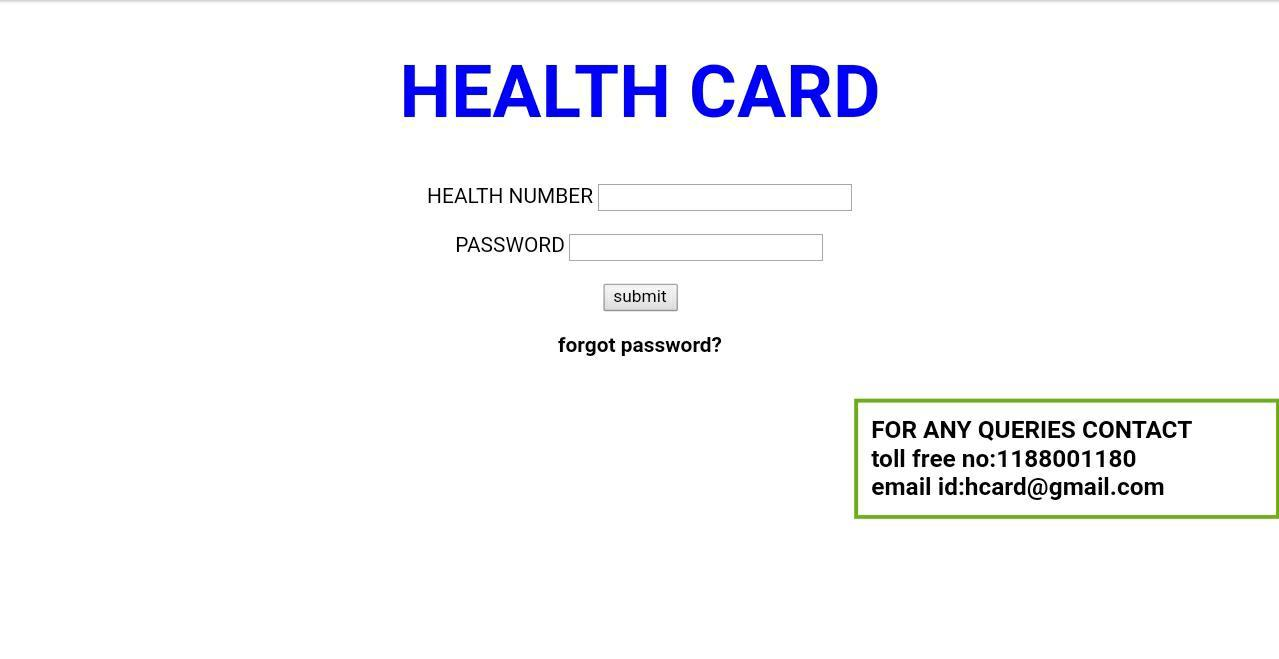 HEALTH CARD
HEALTH NUMBER
PASSWORD
submit
forgot password?
FOR ANY QUERIES CONTACT
toll free no:1188001180
email id:hcard@gmail.com